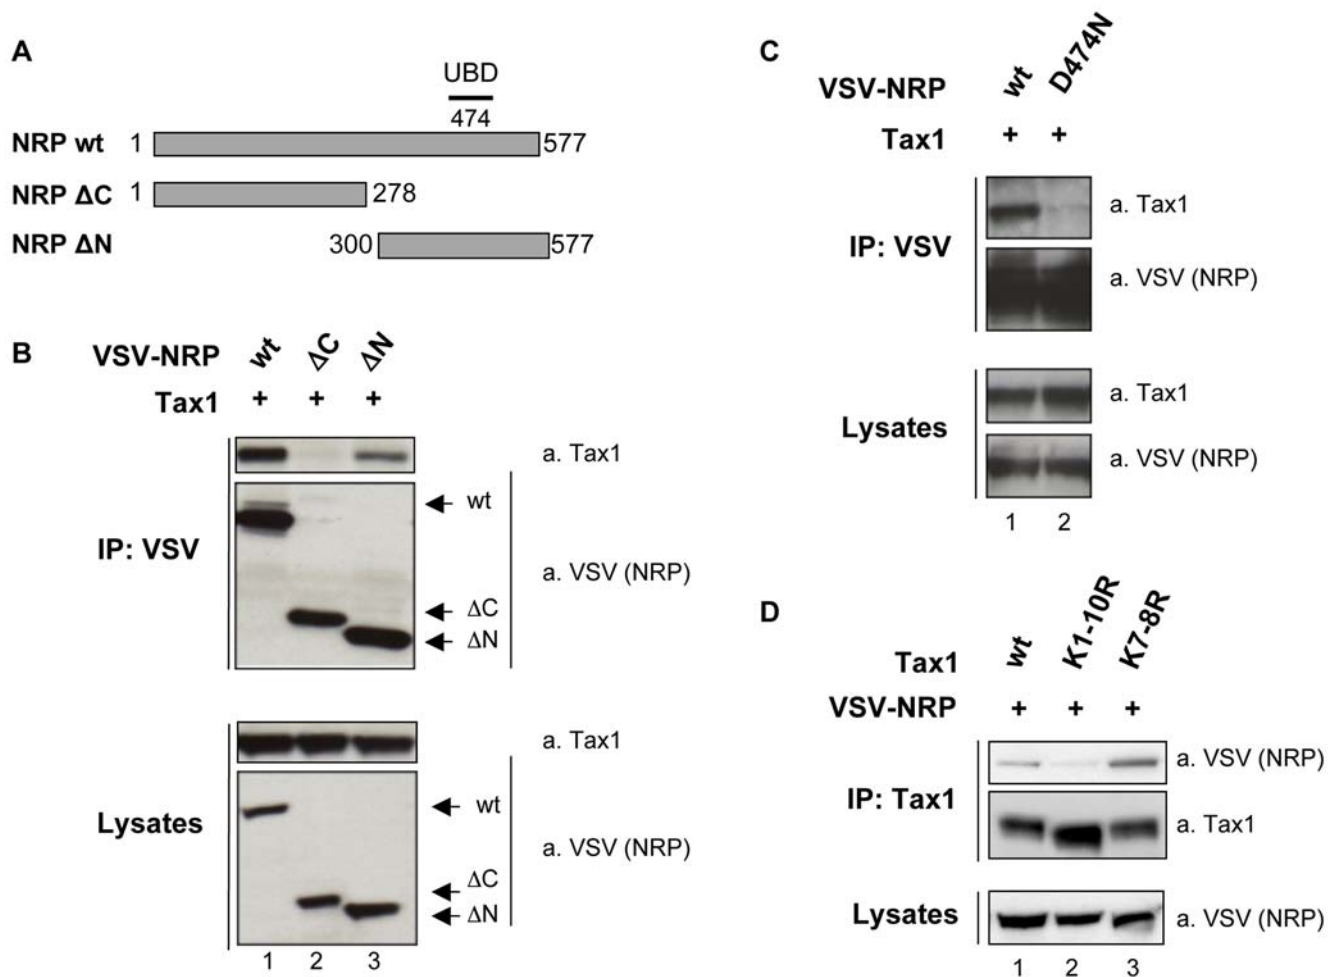 A
UBD
474
NRP wt 1 577
NRP ΔC 1 278
NRP ΔN 300 577
B
VSV-NRP wt ΔC ΔN
Tax1 + + +
a. Tax1
wt
IP: VSV
a. VSV (NRP)
ΔC
ΔN
a. Tax1
wt
Lysates
a. VSV (NRP)
ΔC
ΔN
1 2 3
C
VSV-NRP wt D474N
Tax1 + +
a. Tax1
IP: VSV
a. VSV (NRP)
a. Tax1
Lysates
a. VSV (NRP)
1 2
D
Tax1 wt K1-10R K7-8R
VSV-NRP + + +
a. VSV (NRP)
IP: Tax1
a. Tax1
Lysates a. VSV (NRP)
1 2 3